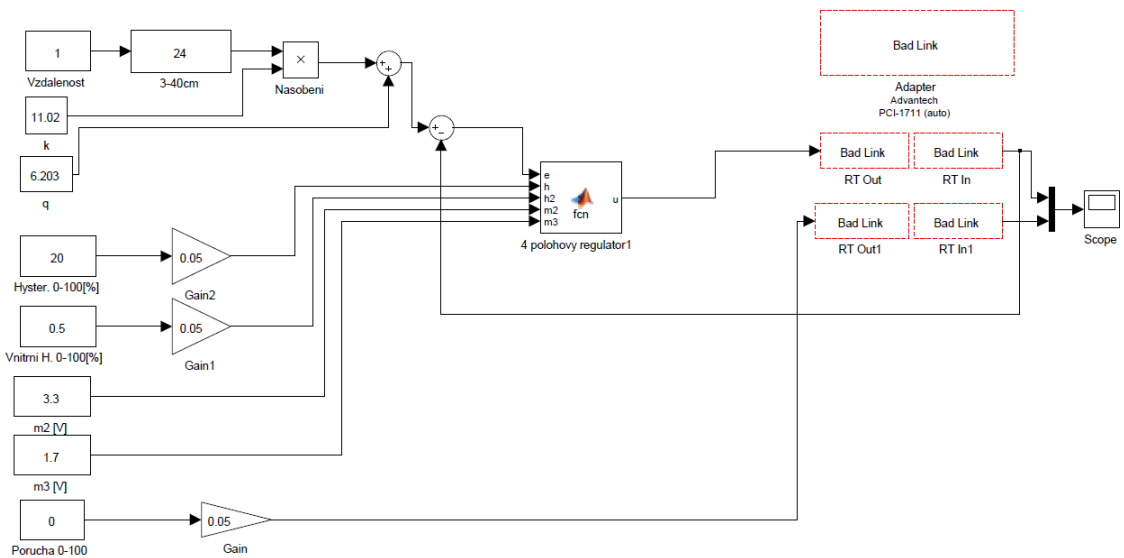 1
Vzdalenost
24
3-40cm
×
Nasobeni
11.02
k
6.203
q
+
+
+
−
e
h
h2
m2
m3
fcn
u
4 polohovy regulator1
20
Hyster. 0-100[%]
0.05
Gain2
0.5
Vnitrni H. 0-100[%]
0.05
Gain1
3.3
m2 [V]
1.7
m3 [V]
0
Porucha 0-100
0.05
Gain
Bad Link
Adapter
Advantech
PCI-1711 (auto)
Bad Link
RT Out
Bad Link
RT In
Bad Link
RT Out1
Bad Link
RT In1
Scope